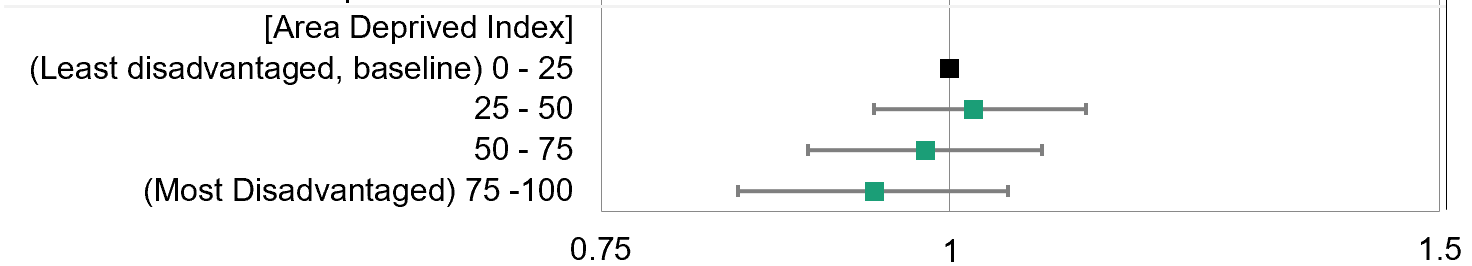 [Area Deprived Index]
(Least disadvantaged, baseline) 0 - 25
25 - 50
50 - 75
(Most Disadvantaged) 75 -100
0.75 1 1.5